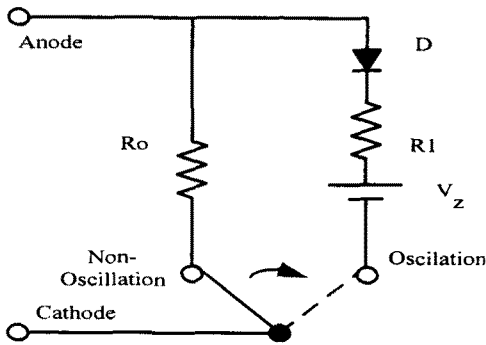 Anode
D
Ro
R1
Vz
Non-
Oscillation
Oscilation
Cathode